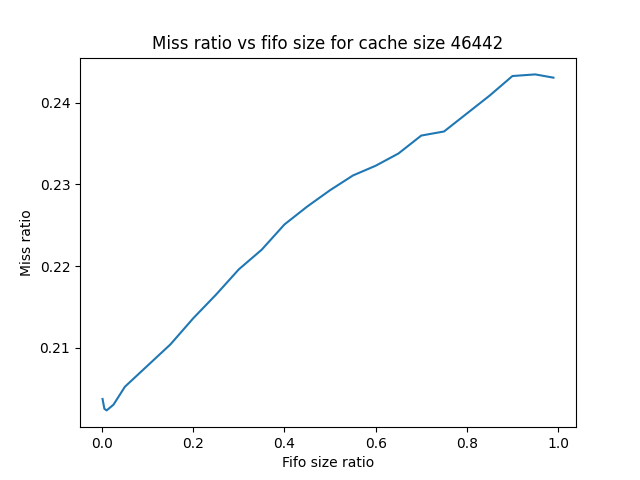 Miss ratio vs fifo size for cache size 46442
0.24
0.23
0.22
0.21
Miss ratio
0.0 0.2 0.4 0.6 0.8 1.0
Fifo size ratio